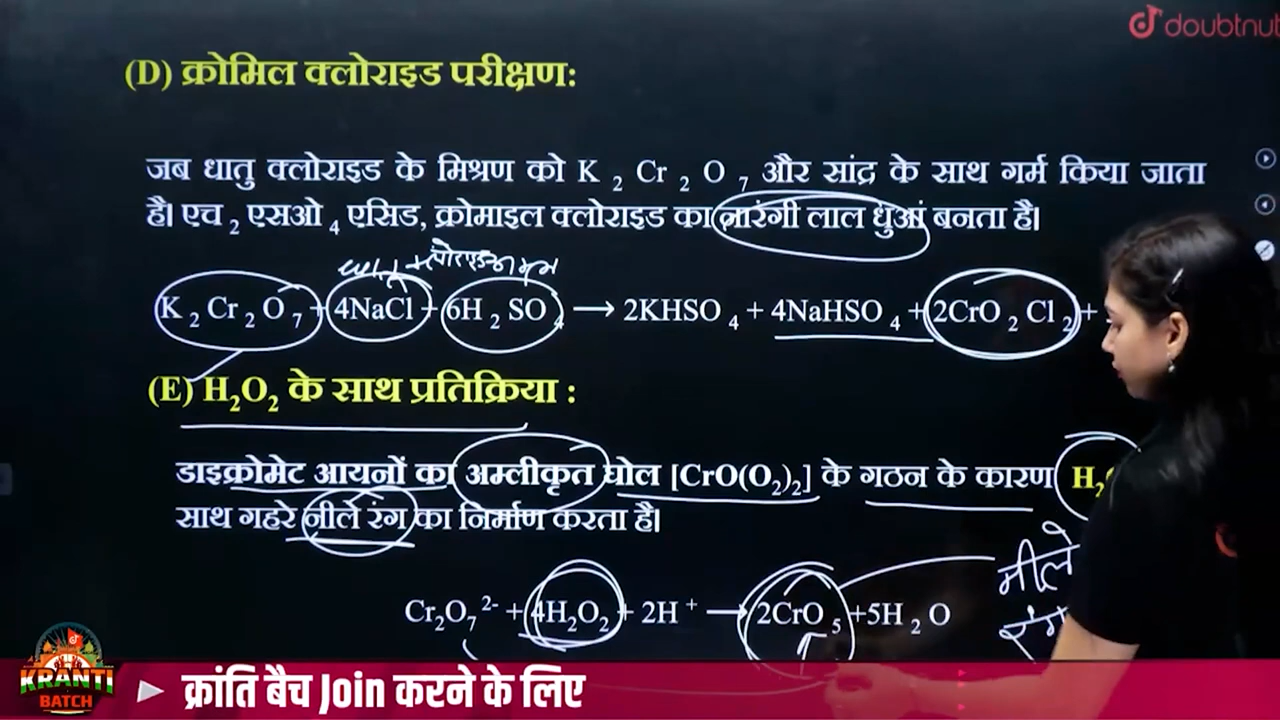 doubtnut
(D) क्रोमिल क्लोराइड परीक्षण:
जब धातु क्लोराइड के मिश्रण को K 2 Cr 2 O 7 और सांद्र के साथ गर्म किया जाता
है। एच 2 एसओ 4 एसिड, क्रोमाइल क्लोराइड का नारंगी लाल धुआं बनता है।
K 2 Cr 2 O 7 + 4NaCl + 6H 2 SO 4 ⟶ 2KHSO 4 + 4NaHSO 4 + 2CrO 2 Cl 2 +
(E) H₂O₂ के साथ प्रतिक्रिया :
डाइक्रोमेट आयनों का अम्लीकृत घोल [CrO(O₂)₂] के गठन के कारण
साथ गहरे नीले रंग का निर्माण करता है।
नीले
रंग
Cr₂O₇ ²⁻ + 4H₂O₂ + 2H ⁺ ⟶ 2CrO 5 +5H 2 O
KRANTI
BATCH
क्रांति बैच Join करने के लिए